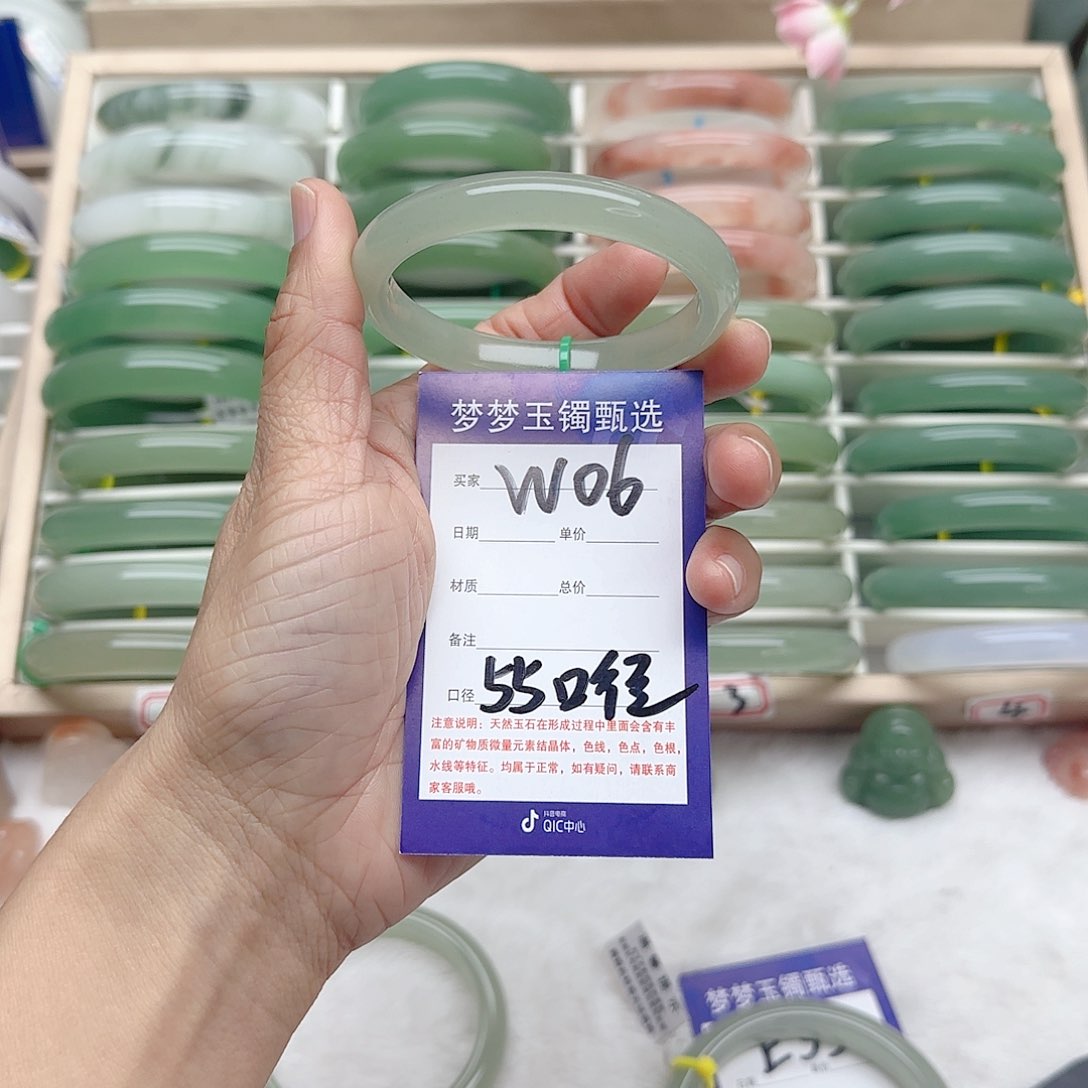 梦梦玉镯甄选
买家 W06
日期 单价
材质 总价
备注
口径 55口径
注意说明：天然玉石在形成过程中里面会含有丰
富的矿物质微量元素结晶体，色线，色点，色根，
水线等特征。均属于正常，如有疑问，请联系商
家客服哦。
抖音电商
QIC中心
3
4
梦梦玉镯甄选